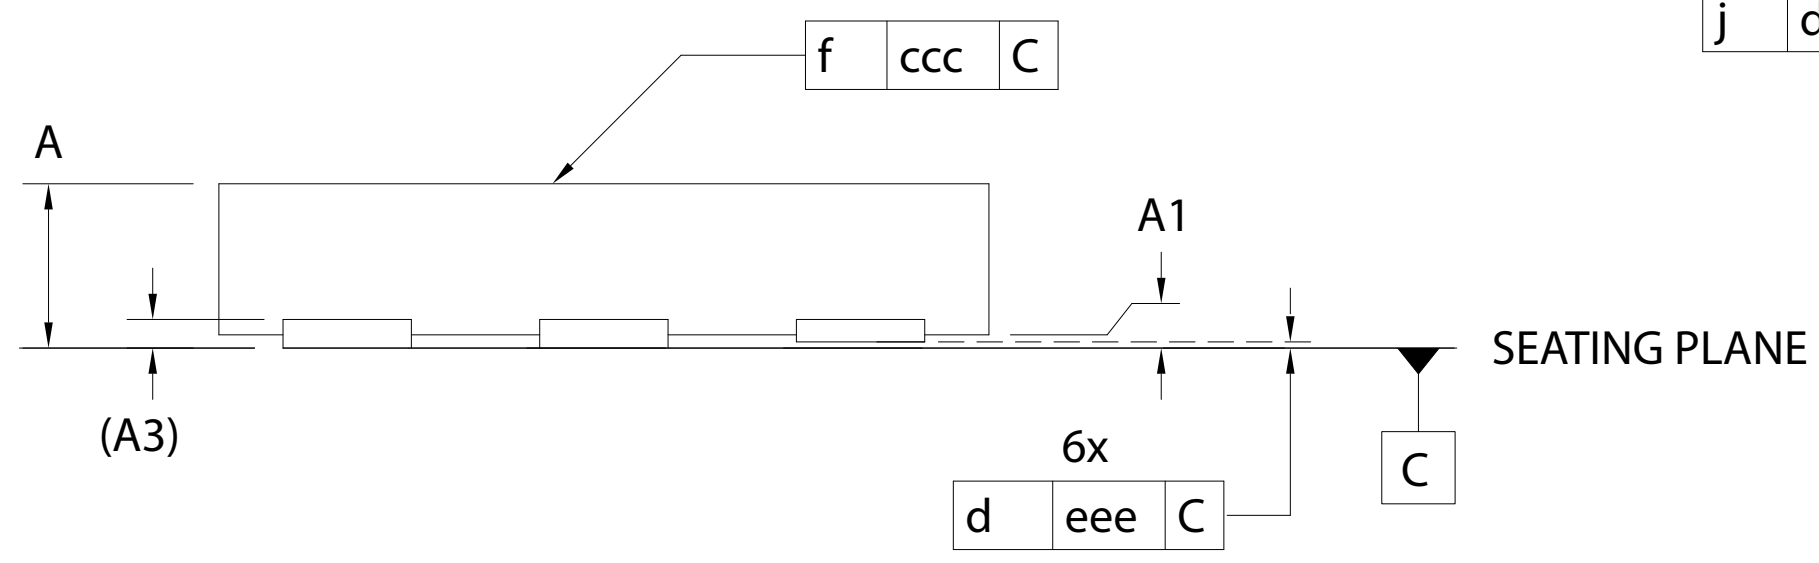 j d
f ccc C
A
A1
SEATING PLANE
(A3)
6x
C
d eee C